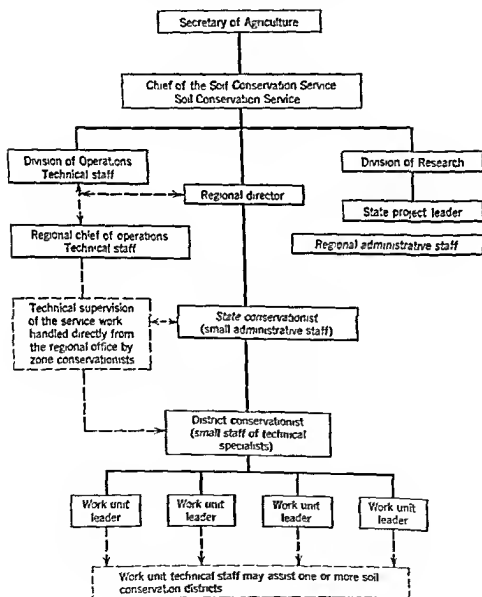 Secretary of Agriculture
Chief of the Soil Conservation Service
Soil Conservation Service
Division of Operations
Technical staff
Division of Research
Regional director
State project leader
Regional chief of operations
Technical staff
Regional administrative staff
Technical supervision
of the service work
handled directly from
the regional office by
zone conservationists
State conservationist
(small administrative staff)
District conservationist
(small staff of technical
specialists)
Work unit
leader
Work unit
leader
Work unit
leader
Work unit
leader
Work unit technical staff may assist one or more soil
conservation districts